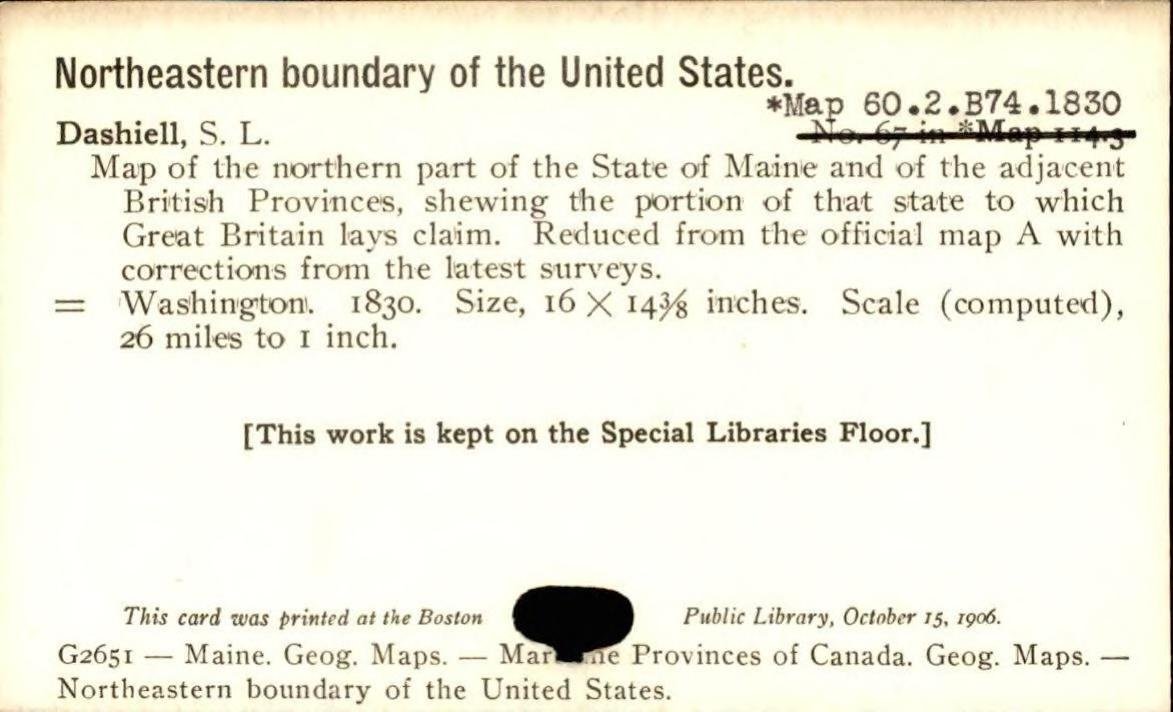 Northeastern boundary of the United States.
*Map 60.2.B74.1830
Dashiell, S. L.
No. 67 in *Map 114.5
Map of the northern part of the State of Maine and of the adjacent
British Provinces, shewing the portion of that state to which
Great Britain lays claim. Reduced from the official map A with
corrections from the latest surveys.
= Washington. 1830. Size, 16 X 14⅜ inches. Scale (computed),
26 miles to 1 inch.
[This work is kept on the Special Libraries Floor.]
This card was printed at the Boston Public Library, October 15, 1906.
G2651 — Maine. Geog. Maps. — Provinces of Canada. Geog. Maps. —
Northeastern boundary of the United States.